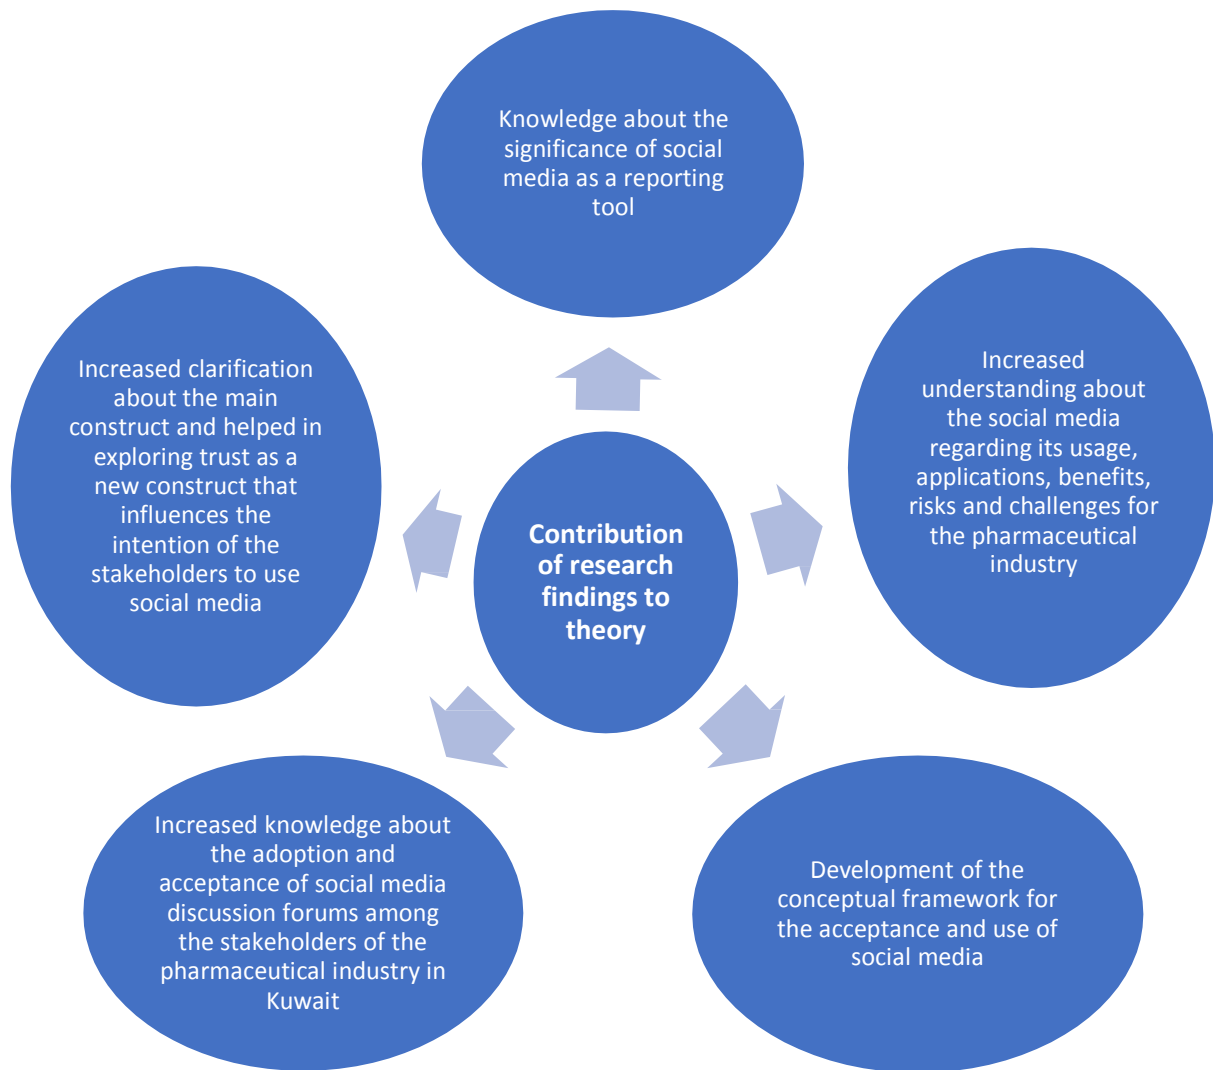 Knowledge about the
significance of social
media as a reporting
tool
Increased clarification
about the main
construct and helped in
exploring trust as a
new construct that
influences the
intention of the
stakeholders to use
social media
Increased
understanding about
the social media
regarding its usage,
applications, benefits,
risks and challenges for
the pharmaceutical
industry
Contribution
of research
findings to
theory
Increased knowledge about
the adoption and
acceptance of social media
discussion forums among
the stakeholders of the
pharmaceutical industry in
Kuwait
Development of the
conceptual framework for
the acceptance and use of
social media